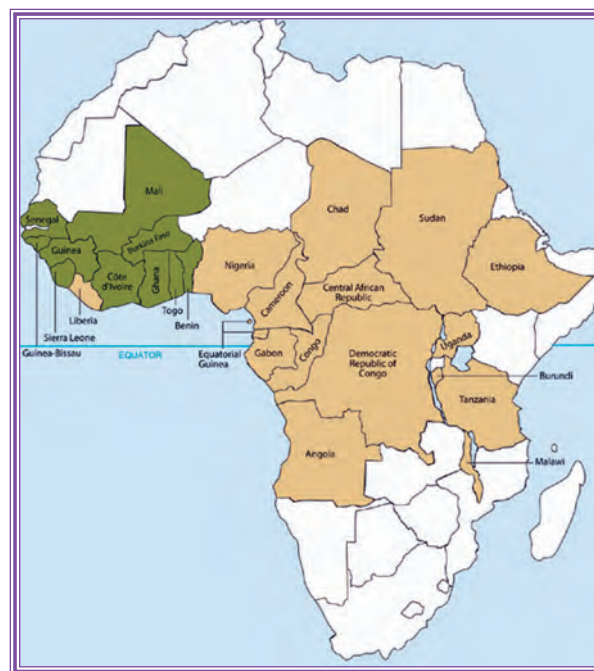 Mali
Senegal
Chad
Sudan
Burkina Faso
Guinea
Nigeria
Ethiopia
Côte
d'Ivoire
Ghana
Cameroon
Central African
Republic
Togo
Liberia
Benin
Sierra Leone
Guinea-Bissau
EQUATOR
Equatorial
Guinea
Gabon
Congo
Democratic
Republic of
Congo
Uganda
Burundi
Tanzania
Angola
Malawi